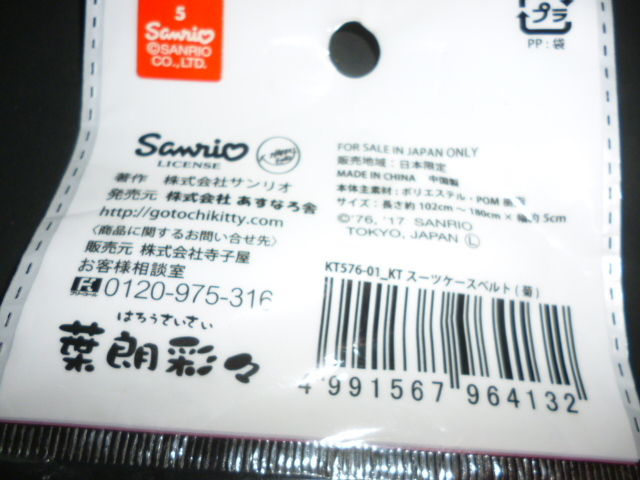 5
Sanrio
©SANRIO
CO., LTD.
プラ
PP : 袋
Sanrio
LICENSE
著作 株式会社サンリオ
発売元 株式会社 あすなろ舎
http://gotochikitty.com
〈商品に関するお問い合せ先〉
販売元 株式会社寺子屋
お客様相談室
0120-975-316
はろうさいさい
葉朗彩々
FOR SALE IN JAPAN ONLY
販売地域：日本限定
MADE IN CHINA 中国製
本体主素材：ポリエステル・POM
サイズ：長さ約102cm～180cm×幅約5cm
©'76, '17 SANRIO
TOKYO, JAPAN Ⓛ
KT576-01_KT スーツケースベルト(菊)
4 991567 964132